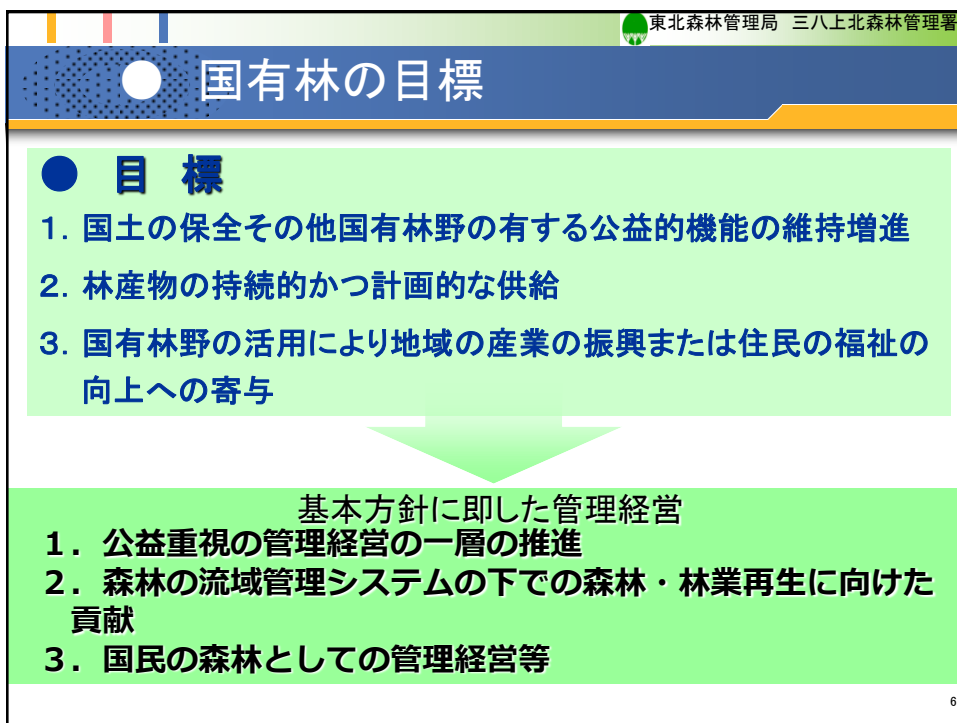 東北森林管理局　三八上北森林管理署
● 国有林の目標
●　目　標
１．国土の保全その他国有林野の有する公益的機能の維持増進
２．林産物の持続的かつ計画的な供給
３．国有林野の活用により地域の産業の振興または住民の福祉の
向上への寄与
基本方針に即した管理経営
１．公益重視の管理経営の一層の推進
２．森林の流域管理システムの下での森林・林業再生に向けた
貢献
３．国民の森林としての管理経営等
6